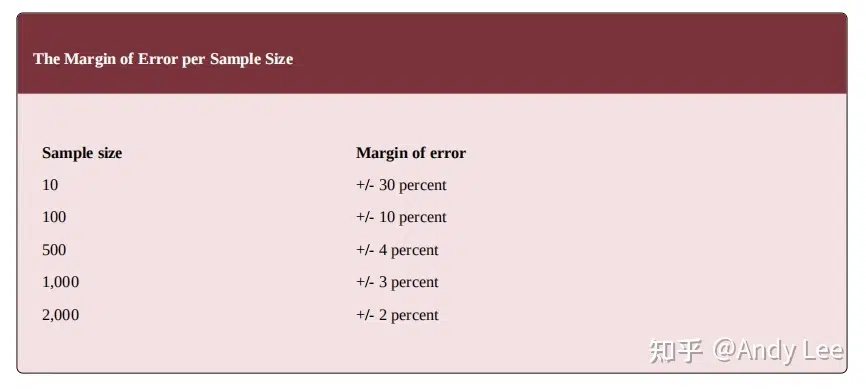 The Margin of Error per Sample Size
Sample size Margin of error
10 +/- 30 percent
100 +/- 10 percent
500 +/- 4 percent
1,000 +/- 3 percent
2,000 +/- 2 percent
知乎 @Andy Lee